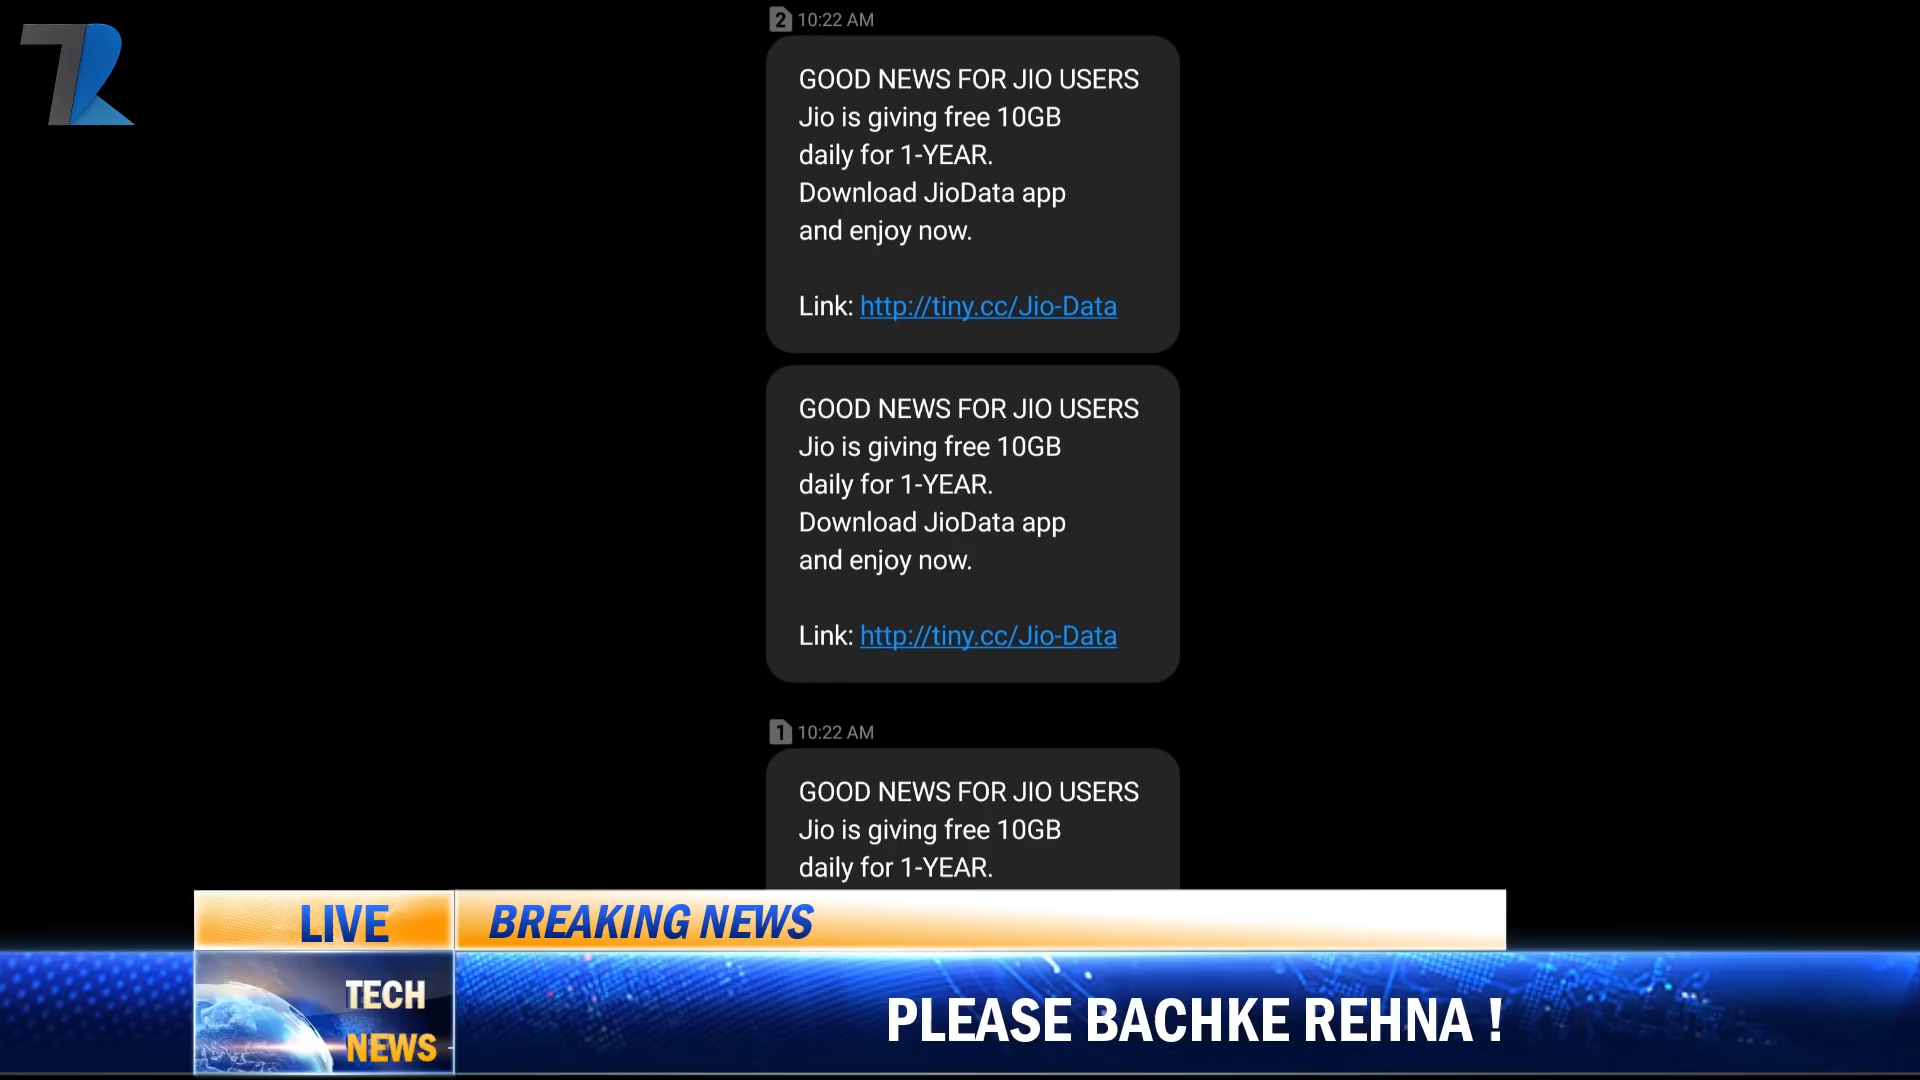 2 10:22 AM
GOOD NEWS FOR JIO USERS
Jio is giving free 10GB
daily for 1-YEAR.
Download JioData app
and enjoy now.
Link: http://tiny.cc/Jio-Data
GOOD NEWS FOR JIO USERS
Jio is giving free 10GB
daily for 1-YEAR.
Download JioData app
and enjoy now.
Link: http://tiny.cc/Jio-Data
1 10:22 AM
GOOD NEWS FOR JIO USERS
Jio is giving free 10GB
daily for 1-YEAR.
LIVE
BREAKING NEWS
TECH
NEWS
PLEASE BACHKE REHNA !